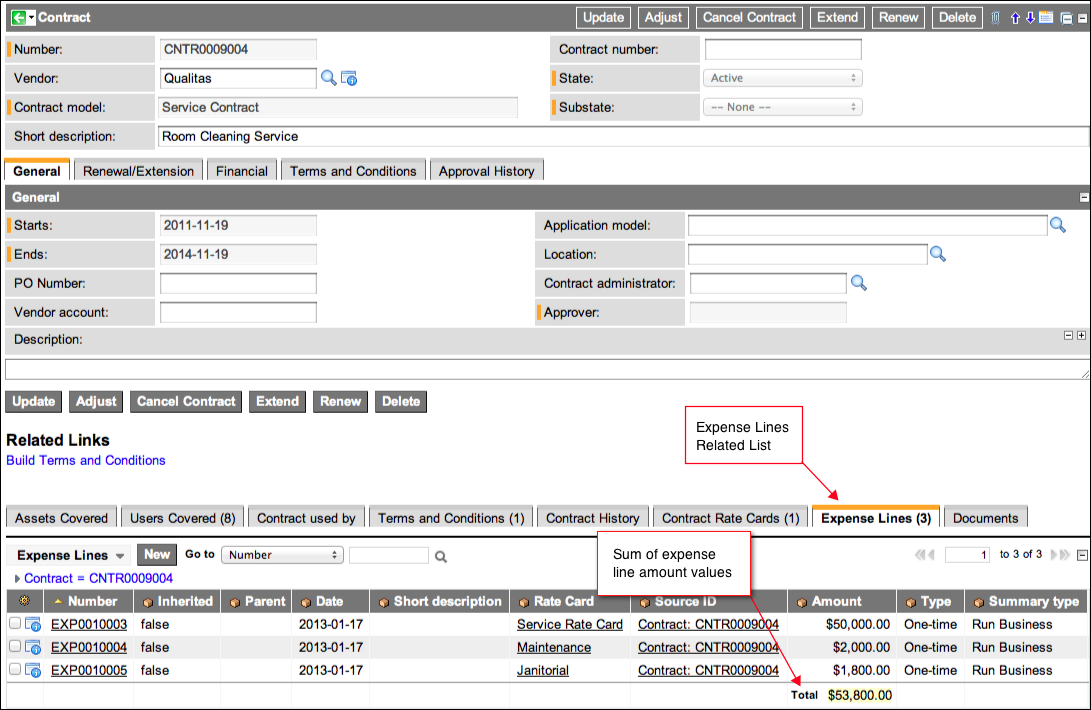 Contract Update Adjust Cancel Contract Extend Renew Delete
Number: CNTR0009004 Contract number:
Vendor: Qualitas State: Active
Contract model: Service Contract Substate: -- None --
Short description: Room Cleaning Service
General Renewal/Extension Financial Terms and Conditions Approval History
General
Starts: 2011-11-19 Application model:
Ends: 2014-11-19 Location:
PO Number: Contract administrator:
Vendor account: Approver:
Description:
Update Adjust Cancel Contract Extend Renew Delete
Expense Lines
Related List
Related Links
Build Terms and Conditions
Assets Covered Users Covered (8) Contract used by Terms and Conditions (1) Contract History Contract Rate Cards (1) Expense Lines (3) Documents
Expense Lines New Go to Number 1 to 3 of 3
Sum of expense
line amount values
Contract = CNTR0009004
Number Inherited Parent Date Short description Rate Card Source ID Amount Type Summary type
EXP0010003 false 2013-01-17 Service Rate Card Contract: CNTR0009004 $50,000.00 One-time Run Business
EXP0010004 false 2013-01-17 Maintenance Contract: CNTR0009004 $2,000.00 One-time Run Business
EXP0010005 false 2013-01-17 Janitorial Contract: CNTR0009004 $1,800.00 One-time Run Business
Total $53,800.00